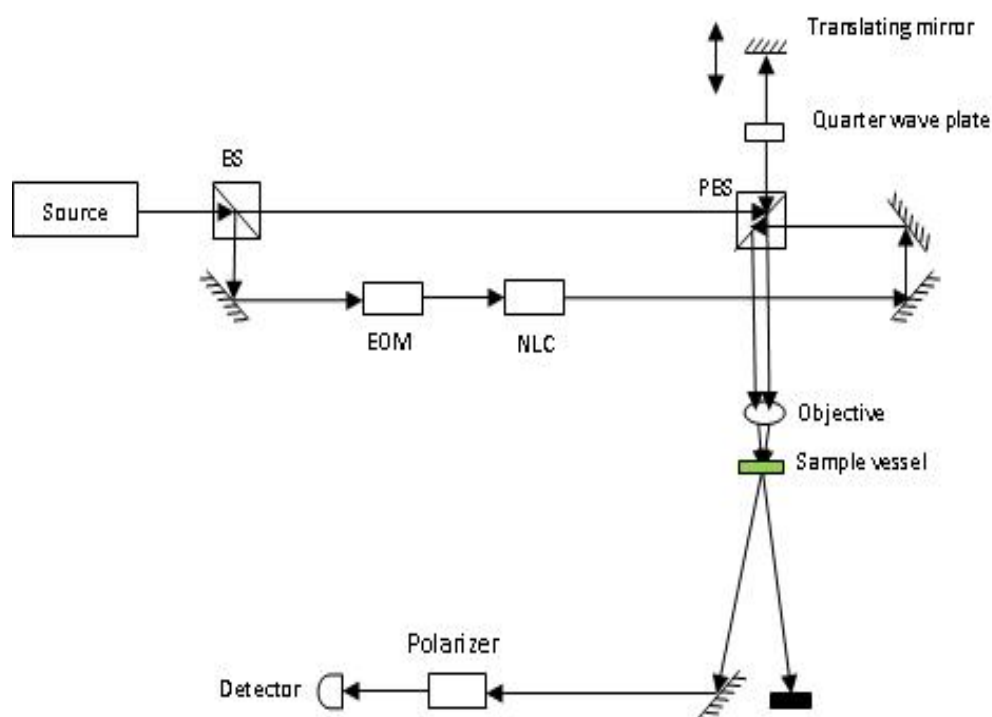 Translating mirror
Quarter wave plate
BS
PBS
Source
EOM
NLC
Objective
Sample vessel
Polarizer
Detector